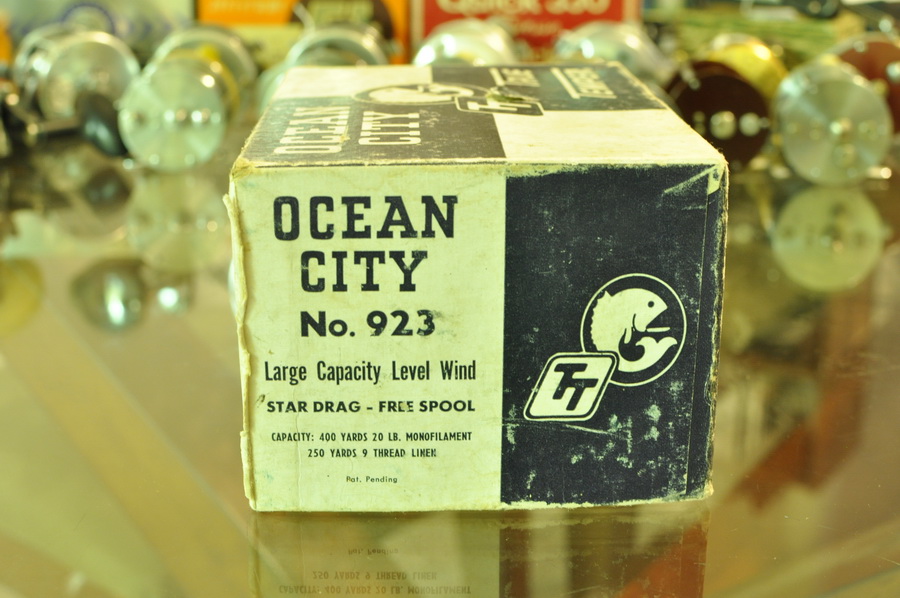 OCEAN
CITY
OCEAN
CITY
No. 923
Large Capacity Level Wind
STAR DRAG – FREE SPOOL
CAPACITY: 400 YARDS 20 LB. MONOFILAMENT
250 YARDS 9 THREAD LINEN
Pat. Pending
TT